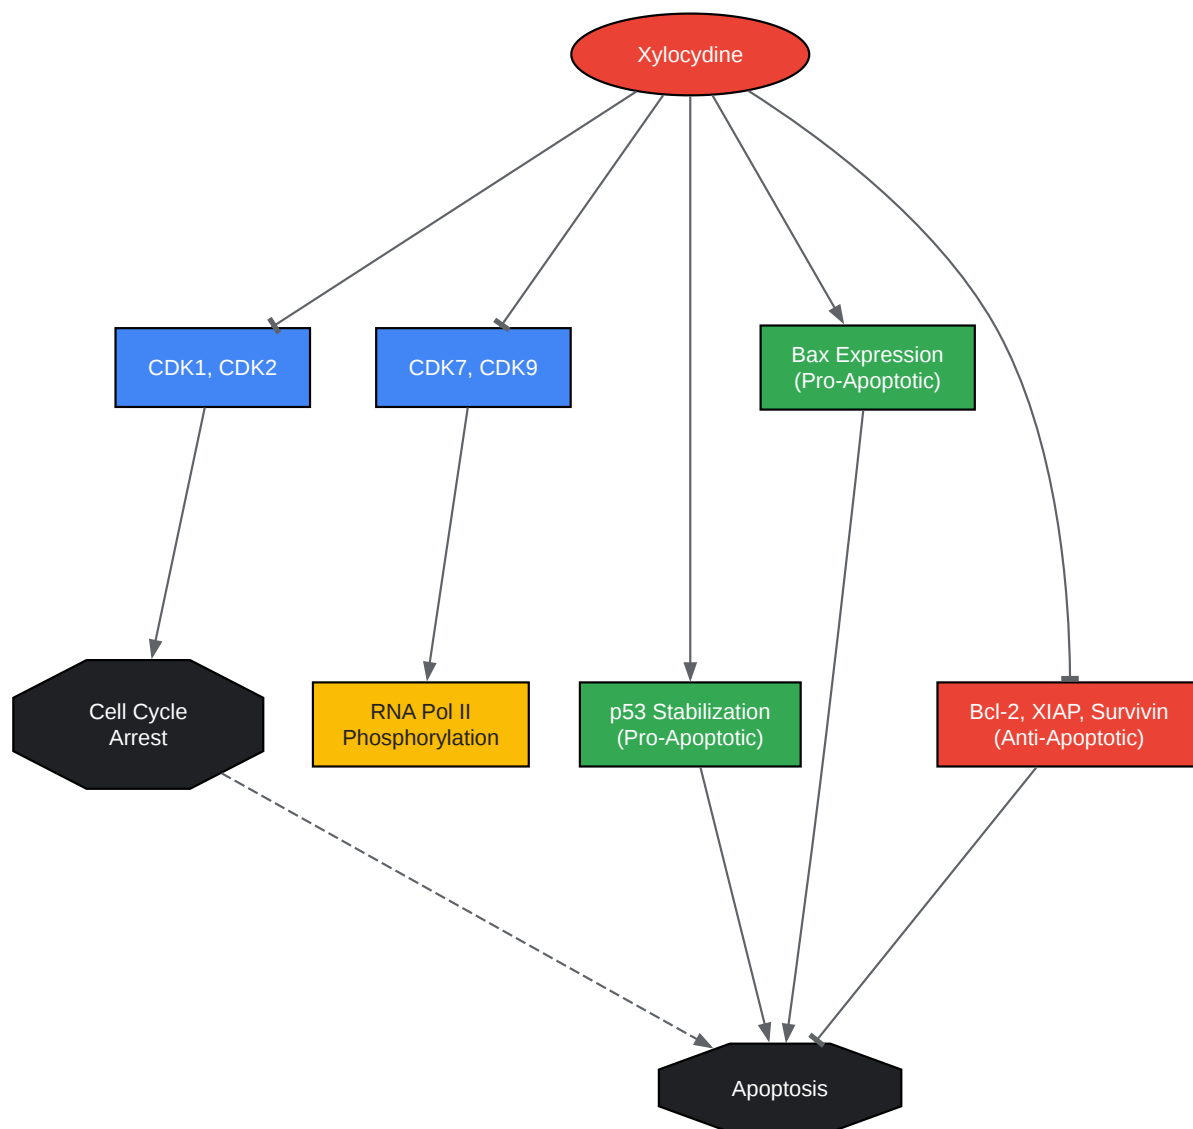 Xylocydine
CDK1, CDK2
CDK7, CDK9
Bax Expression
(Pro-Apoptotic)
Cell Cycle
Arrest
RNA Pol II
Phosphorylation
p53 Stabilization
(Pro-Apoptotic)
Bcl-2, XIAP, Survivin
(Anti-Apoptotic)
Apoptosis